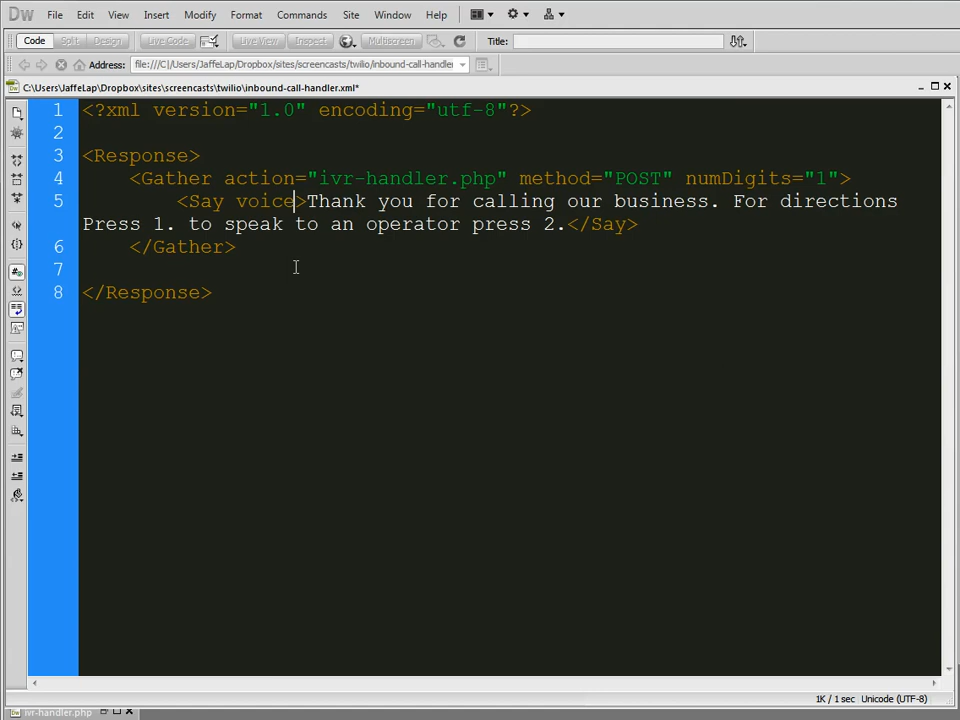 Dw File Edit View Insert Modify Format Commands Site Window Help
Code Split Design Live Code Live View Inspect Multiscreen Title:
Address: file:///C|/Users/JaffeLap/Dropbox/sites/screencasts/twilio/inbound-call-handler
C:\Users\JaffeLap\Dropbox\sites\screencasts\twilio\inbound-call-handler.xml*
1 <?xml version="1.0" encoding="utf-8"?>
2
3 <Response>
4 <Gather action="ivr-handler.php" method="POST" numDigits="1">
5 <Say voice>Thank you for calling our business. For directions
Press 1. to speak to an operator press 2.</Say>
6 </Gather>
7
8 </Response>
1K / 1 sec Unicode (UTF-8)
ivr-handler.php